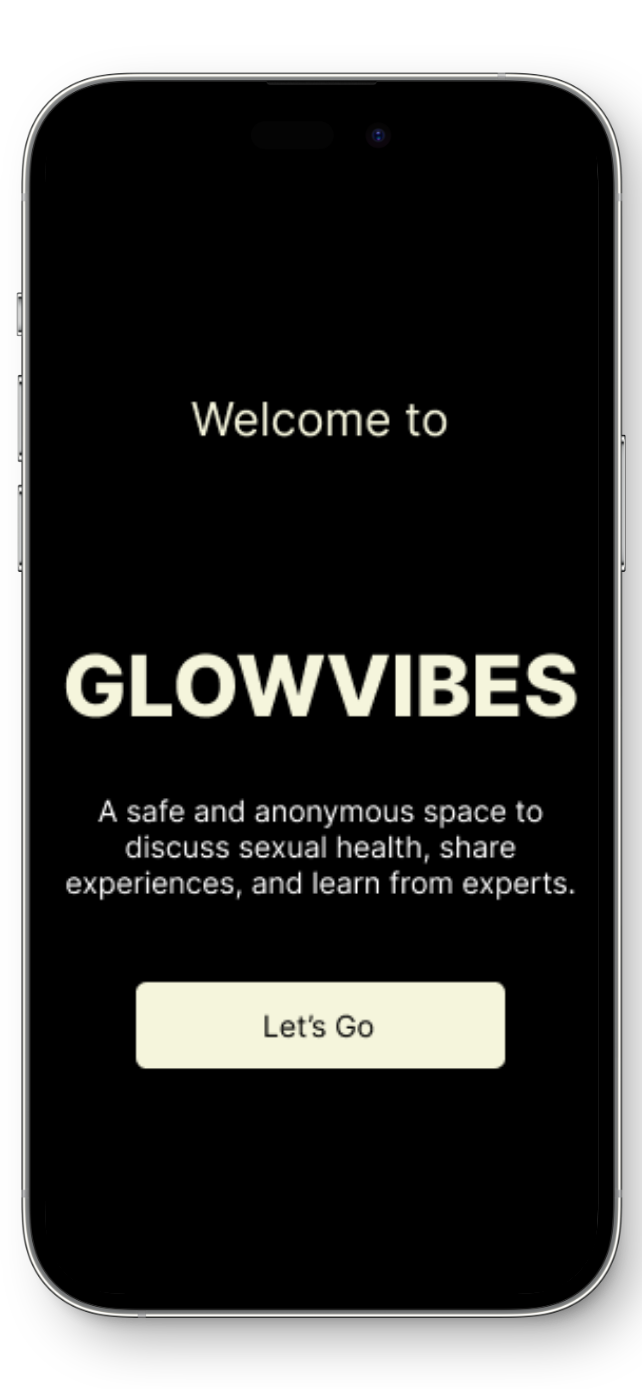 Welcome to
GLOWVIBES
A safe and anonymous space to
discuss sexual health, share
experiences, and learn from experts.
Let’s Go